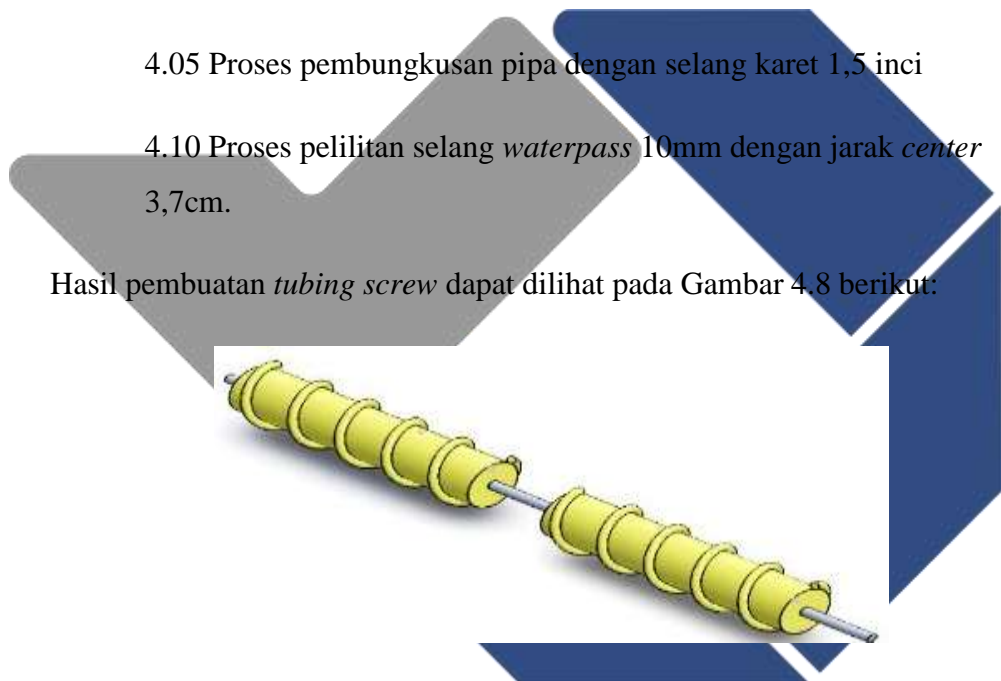 4.05 Proses pembungkusan pipa dengan selang karet 1,5 inci
4.10 Proses pelilitan selang waterpass 10mm dengan jarak center
3,7cm.
Hasil pembuatan tubing screw dapat dilihat pada Gambar 4.8 berikut: